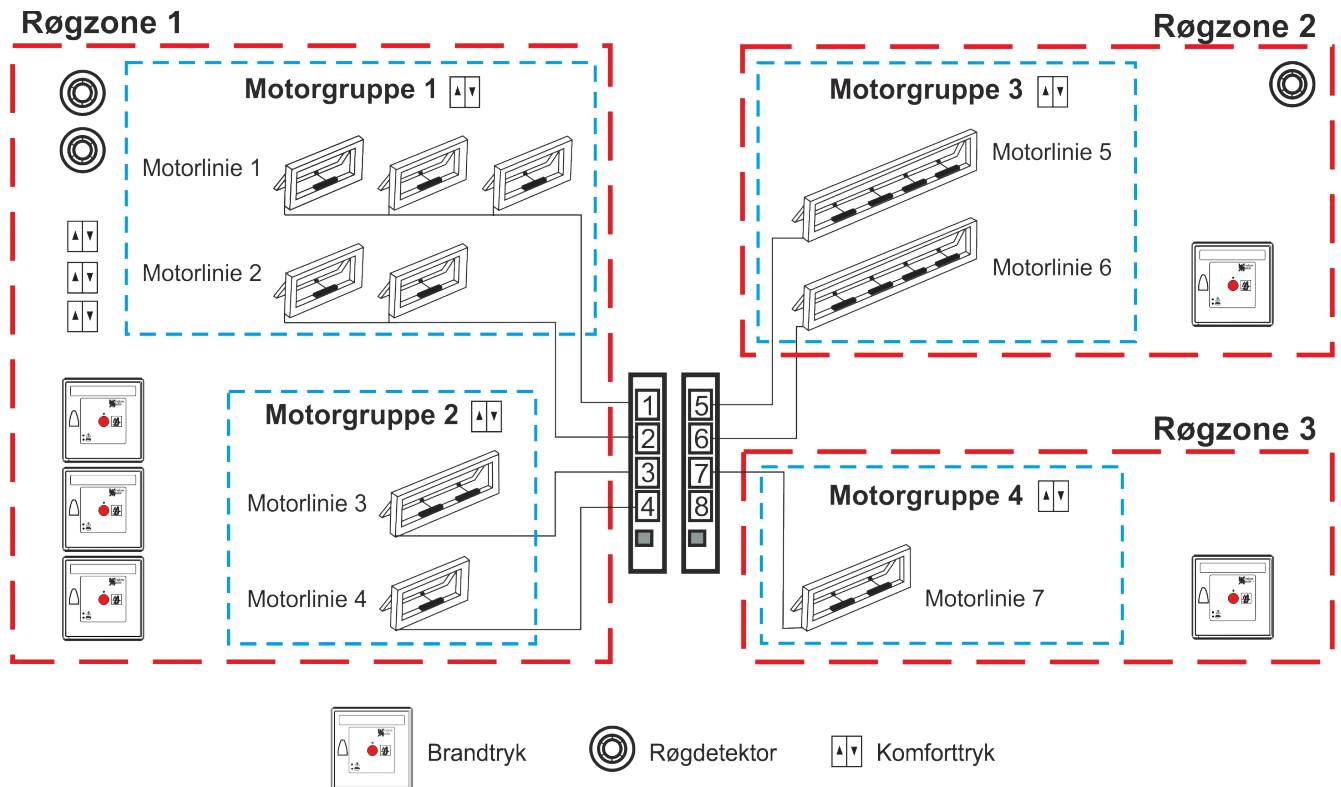 Røgzone 1
Motorgruppe 1
Motorlinie 1
Motorlinie 2
Motorgruppe 2
Motorlinie 3
Motorlinie 4
1
2
3
4
5
6
7
8
Røgzone 2
Motorgruppe 3
Motorlinie 5
Motorlinie 6
Røgzone 3
Motorgruppe 4
Motorlinie 7
Brandtryk
Røgdetektor
Komforttryk